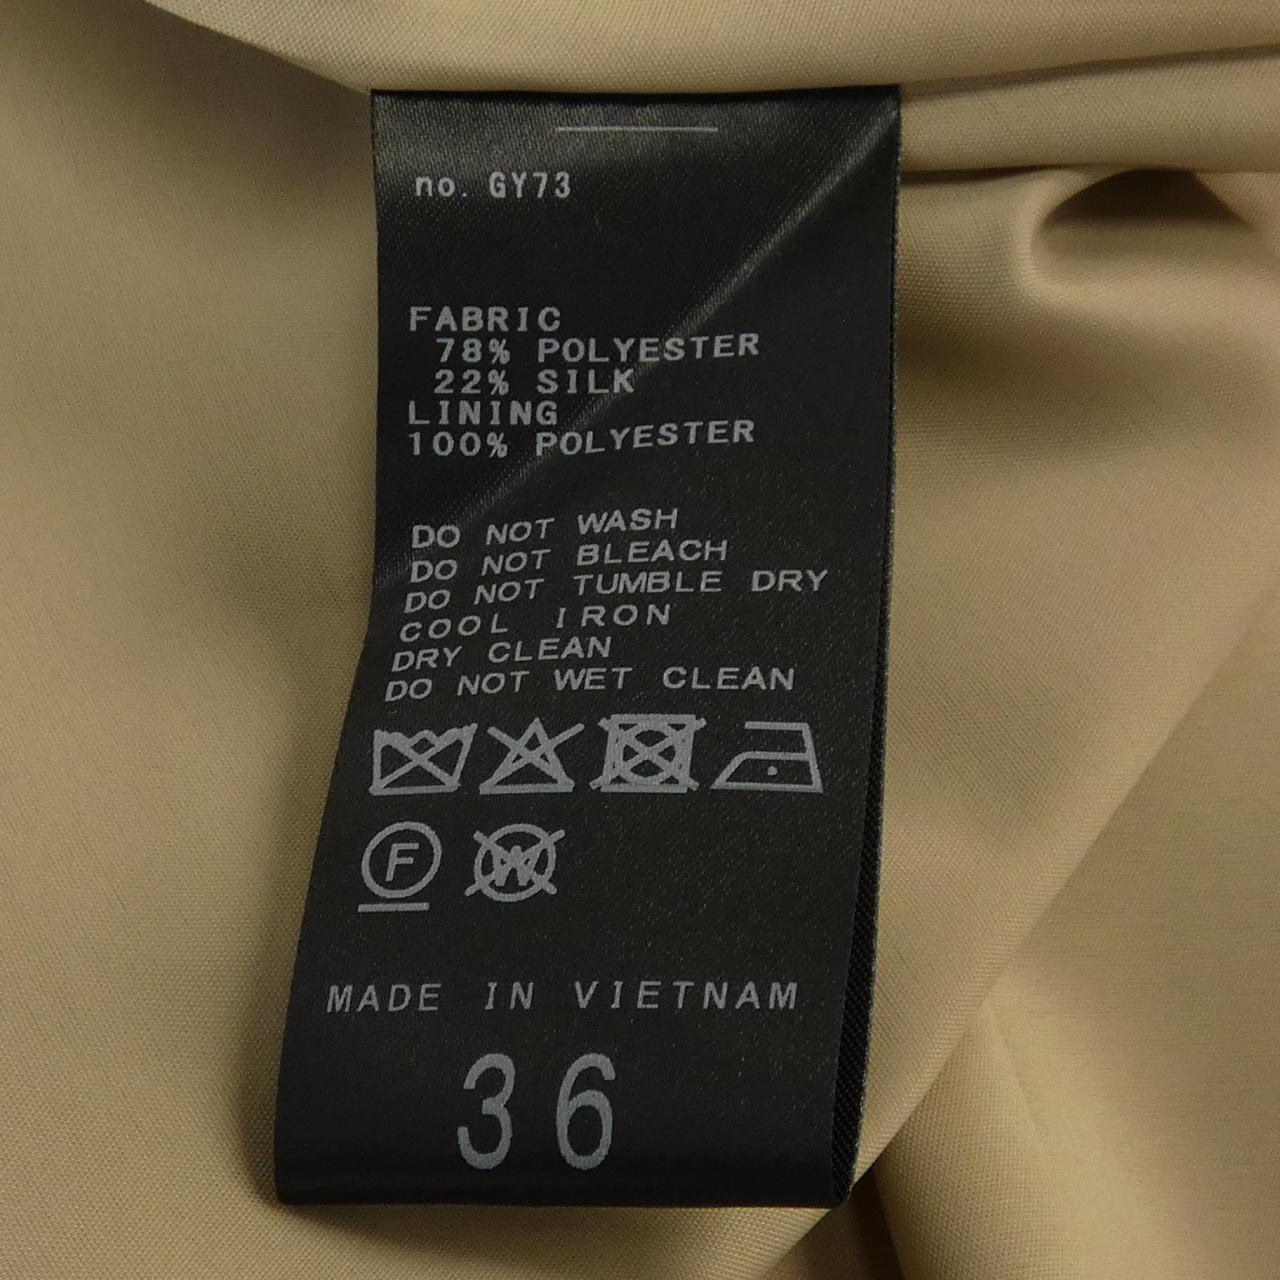 no. GY73
FABRIC
78% POLYESTER
22% SILK
LINING
100% POLYESTER
DO NOT WASH
DO NOT BLEACH
DO NOT TUMBLE DRY
COOL IRON
DRY CLEAN
DO NOT WET CLEAN
F W
MADE IN VIETNAM
36